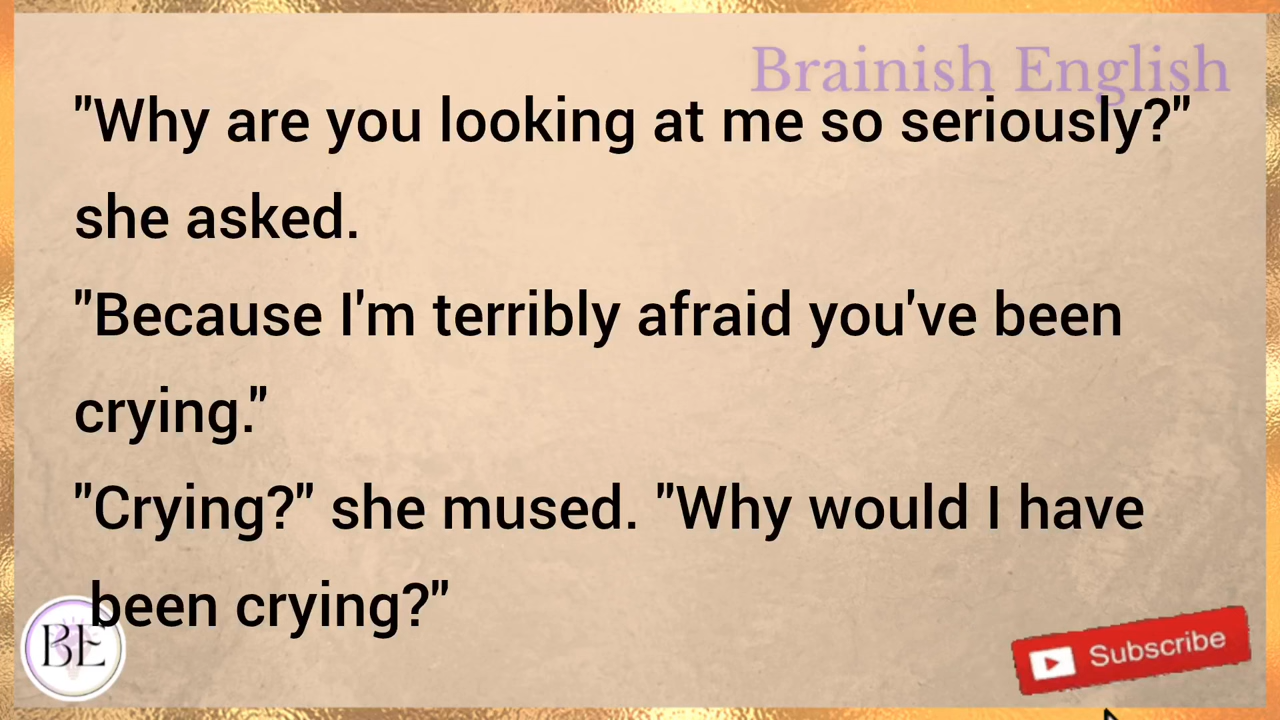 Brainish English
"Why are you looking at me so seriously?"
she asked.
"Because I'm terribly afraid you've been
crying."
"Crying?" she mused. "Why would I have
been crying?"
BE
Subscribe